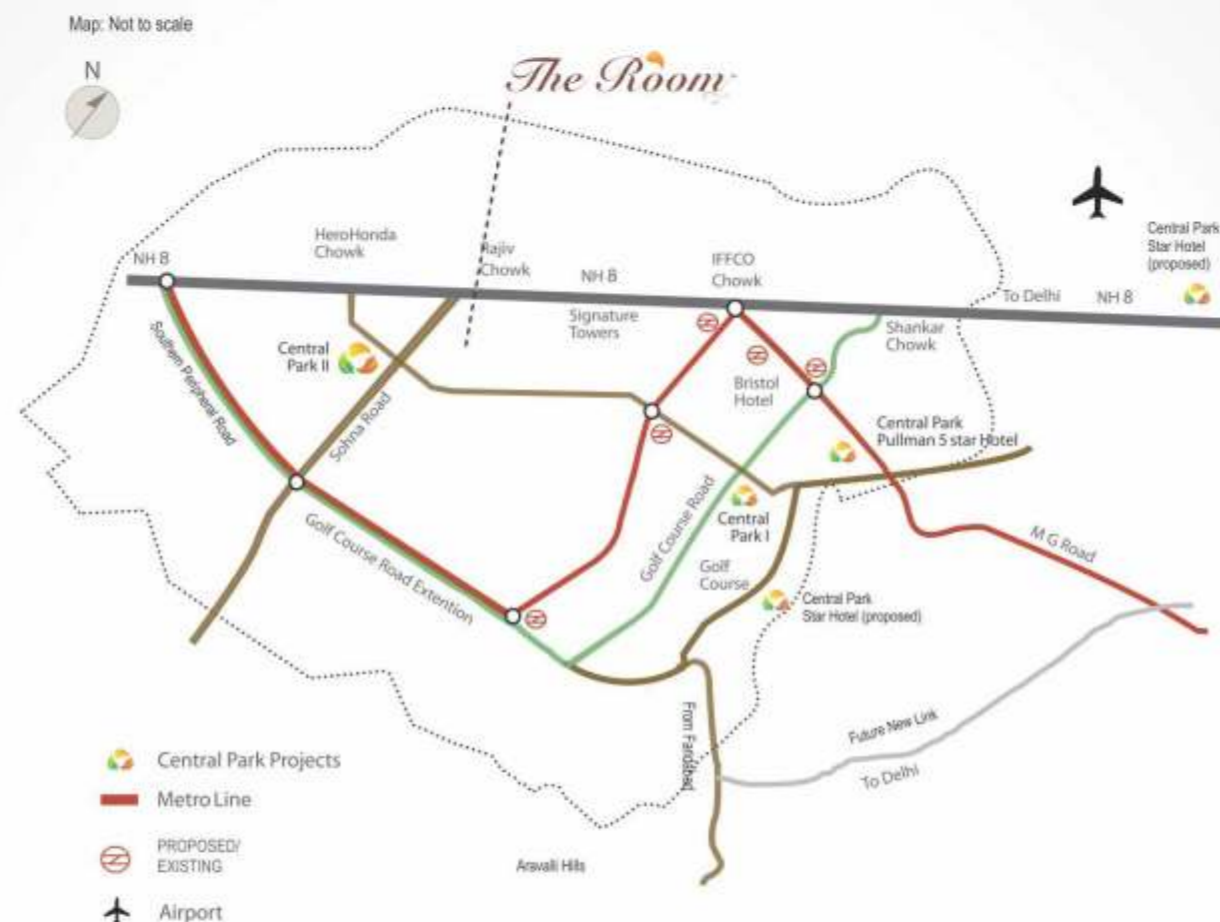 Map: Not to scale
N
The Room
HeroHonda
Chowk
NH 8
Rajiv
Chowk
NH 8
IFFCO
Chowk
Signature
Towers
To Delhi
NH 8
Central Park
Star Hotel
(proposed)
Shankar
Chowk
Central
Park II
Southern Peripheral Road
Sohna Road
Bristol
Hotel
Central Park
Pullman 5 star Hotel
Golf Course Road
Central
Park I
Golf Course Road Extention
Golf
Course
M G Road
Central Park
Star Hotel (proposed)
From Faridabad
Future New Link
To Delhi
Central Park Projects
Metro Line
PROPOSED/
EXISTING
Aravalli Hills
Airport